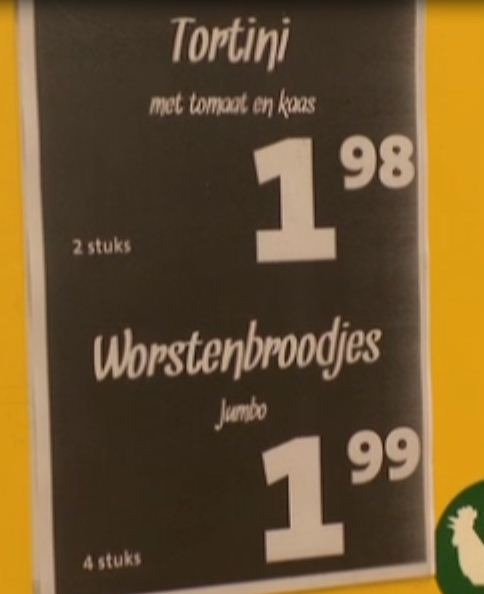 Tortini
met tomaat en kaas
1 98
2 stuks
Worstenbroodjes
Jumbo
1 99
4 stuks